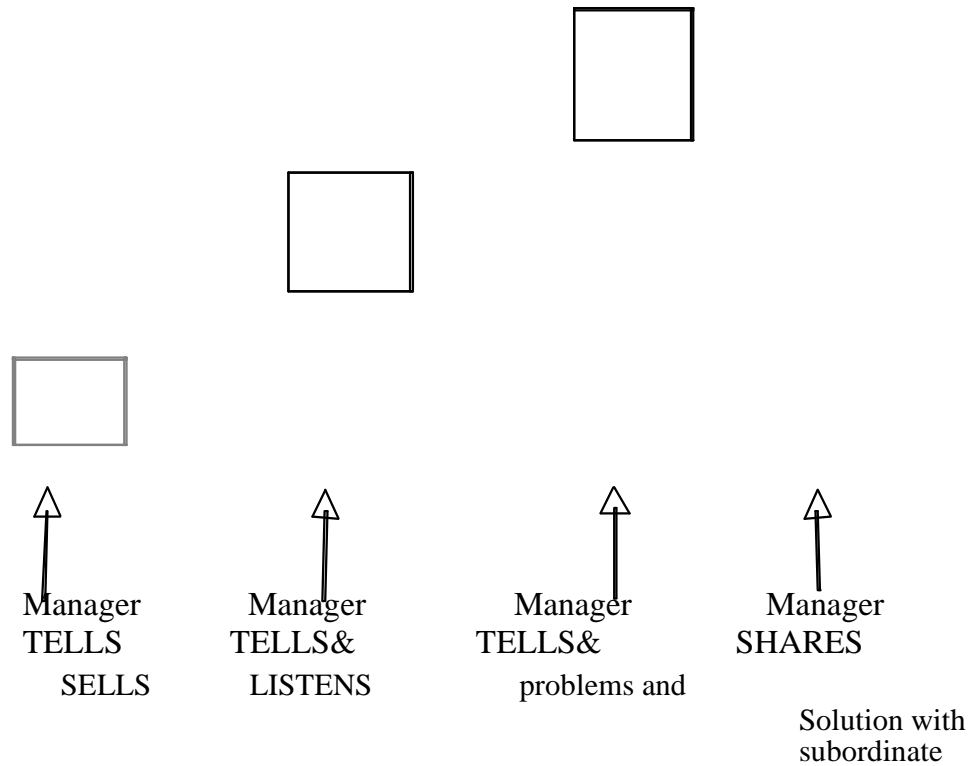 Manager Manager Manager Manager
TELLS TELLS& TELLS& SHARES
SELLS LISTENS problems and
Solution with
subordinate